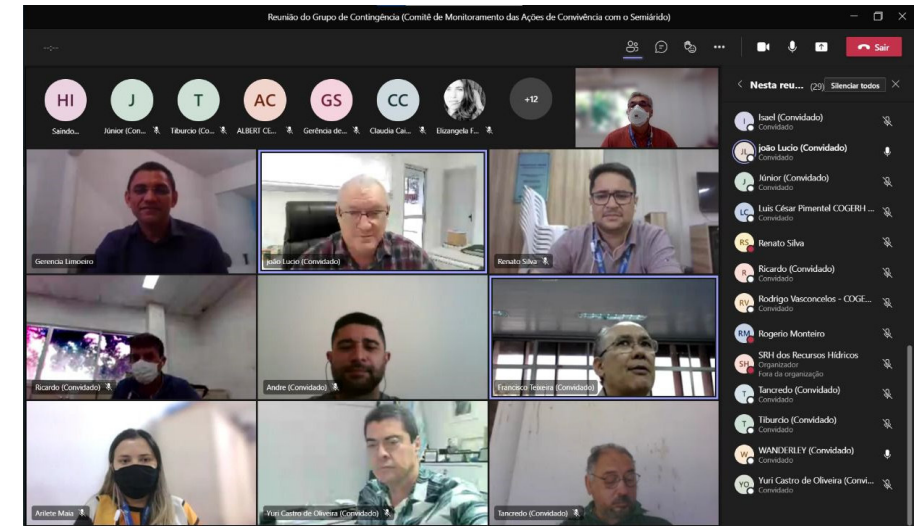 Reunião do Grupo de Contingência (Comitê de Monitoramento das Ações de Convivência com o Semiárido)
--:--
Sair
HI
J
T
AC
GS
CC
+12
Saindo...
Júnior (Con...
Tiburcio (Co...
ALBERT CE...
Gerência de...
Claudia Cai...
Elizangela F...
Gerencia Limoeiro
joão Lucio (Convidado)
Renato Silva
Ricardo (Convidado)
Andre (Convidado)
Francisco Teixeira (Convidado)
Arilete Maia
Yuri Castro de Oliveira (Convidado)
Tancredo (Convidado)
Nesta reu... (29) Silenciar todos
I Isael (Convidado)
Convidado
JL joão Lucio (Convidado)
Convidado
J Júnior (Convidado)
Convidado
LC Luis César Pimentel COGERH ...
Convidado
RS Renato Silva
R Ricardo (Convidado)
Convidado
RV Rodrigo Vasconcelos - COGE...
Convidado
RM Rogerio Monteiro
SH SRH dos Recursos Hídricos
Organizador
Fora da organização
T Tancredo (Convidado)
Convidado
T Tiburcio (Convidado)
Convidado
W WANDERLEY (Convidado)
Convidado
YO Yuri Castro de Oliveira (Convi...
Convidado